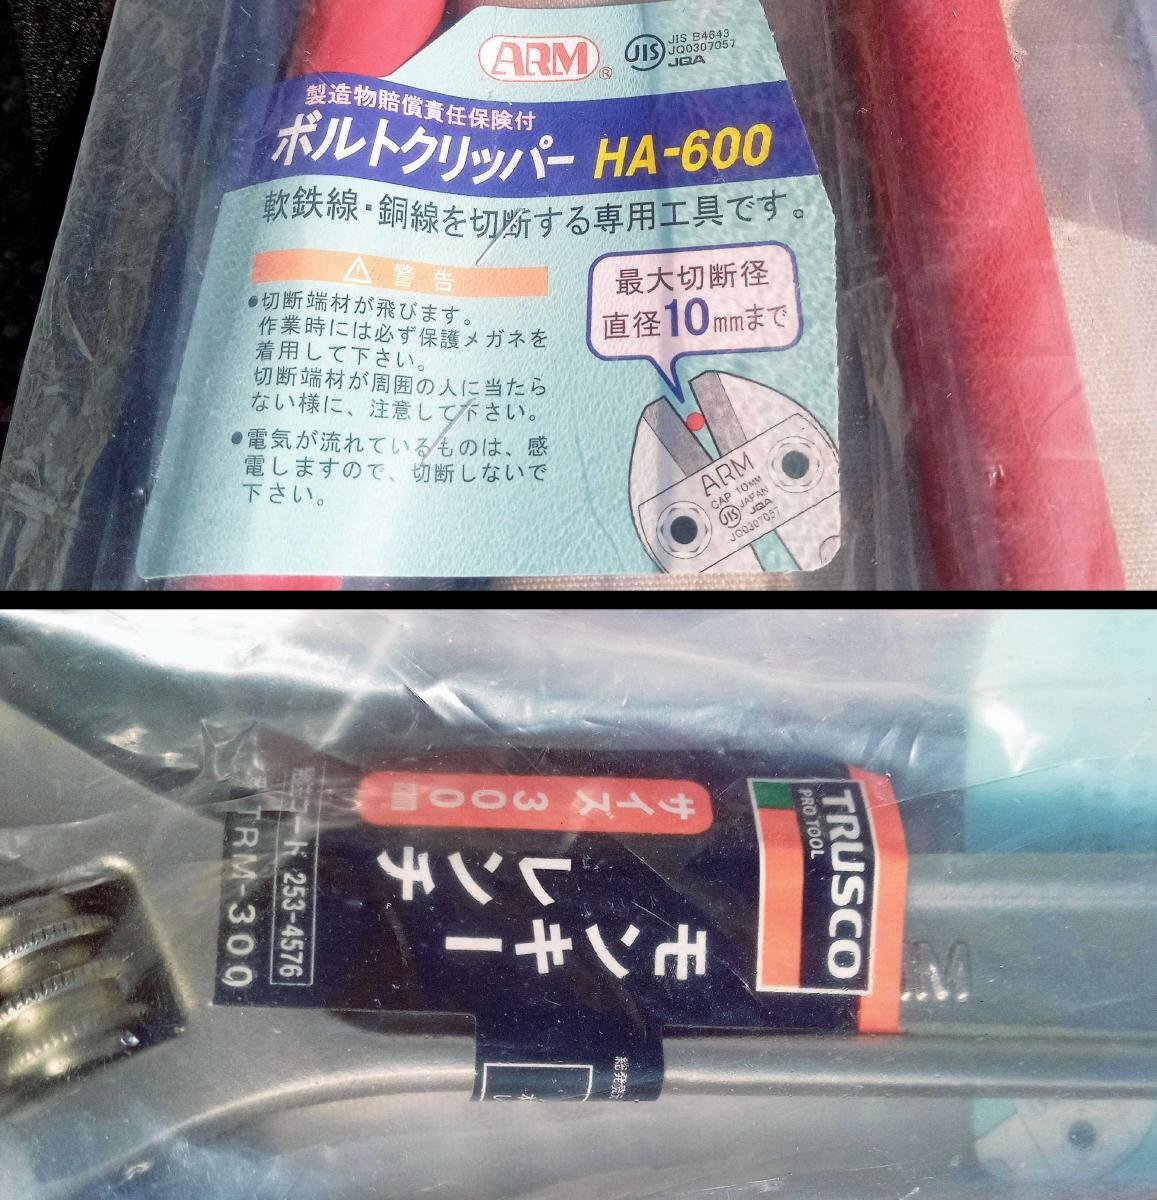 ARM®
JIS
JIS B4643
JQ0307057
JQA
製造物賠償責任保険付
ボルトクリッパー HA-600
軟鉄線・銅線を切断する専用工具です。
⚠ 警告
●切断端材が飛びます。
作業時には必ず保護メガネを
着用して下さい。
切断端材が周囲の人に当たら
ない様に、注意して下さい。
●電気が流れているものは、感
電しますので、切断しないで
下さい。
最大切断径
直径10mmまで
ARM
CAP 10MM
JIS JAPAN
JQA
JQ0307057
TRUSCO
PRO TOOL
モンキー
レンチ
サイズ 300
コード 253-4576
TRM-300
総発売